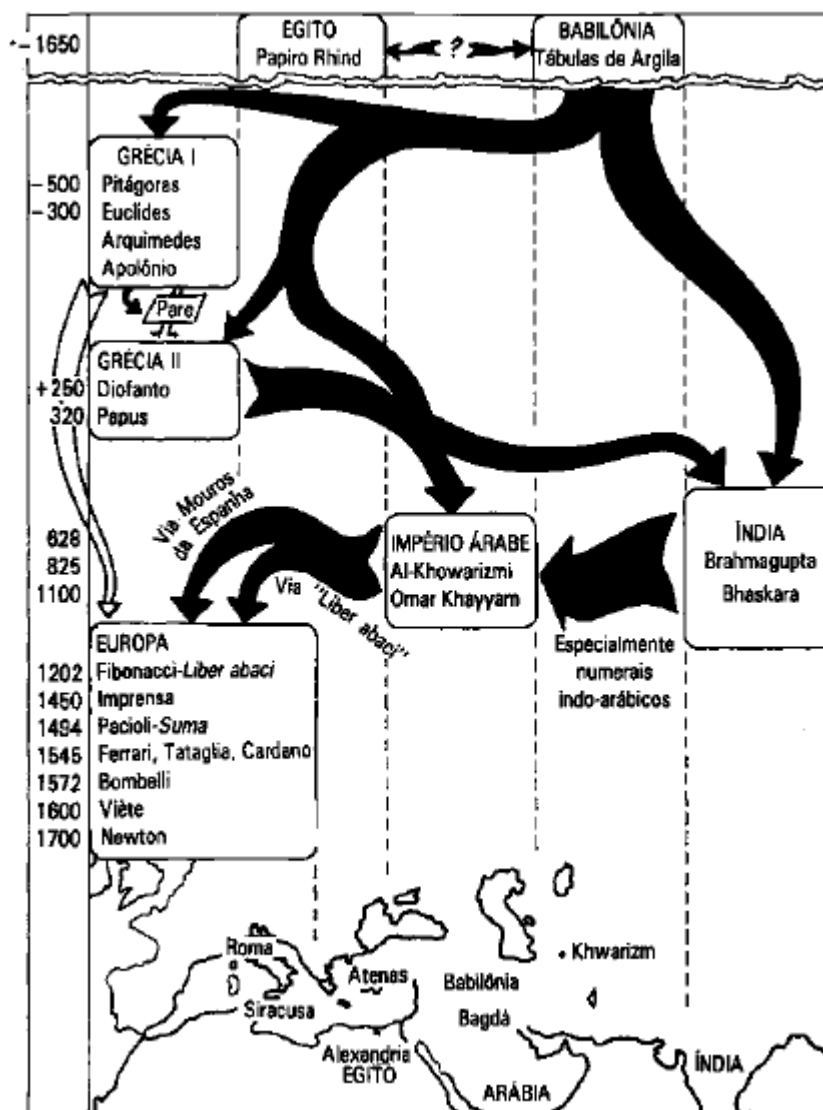 -1650
EGITO
Papiro Rhind
?
BABILÔNIA
Tábulas de Argila
GRÉCIA I
-500
Pitágoras
-300
Euclides
Arquimedes
Apolônio
Pare
GRÉCIA II
+250
Diofanto
320
Papus
Via Mouros
da Espanha
Via "Liber abaci"
628
825
1100
IMPÉRIO ÁRABE
Al-Khowarizmi
Omar Khayyam
ÍNDIA
Brahmagupta
Bhaskara
Especialmente
numerais
indo-arábicos
EUROPA
1202 Fibonacci-Liber abaci
1450 Imprensa
1494 Pacioli-Suma
1545 Ferrari, Tataglia, Cardano
1572 Bombelli
1600 Viète
1700 Newton
Roma
Siracusa
Atenas
Alexandria
EGITO
Babilônia
Bagdá
Khwarizm
ARÁBIA
ÍNDIA